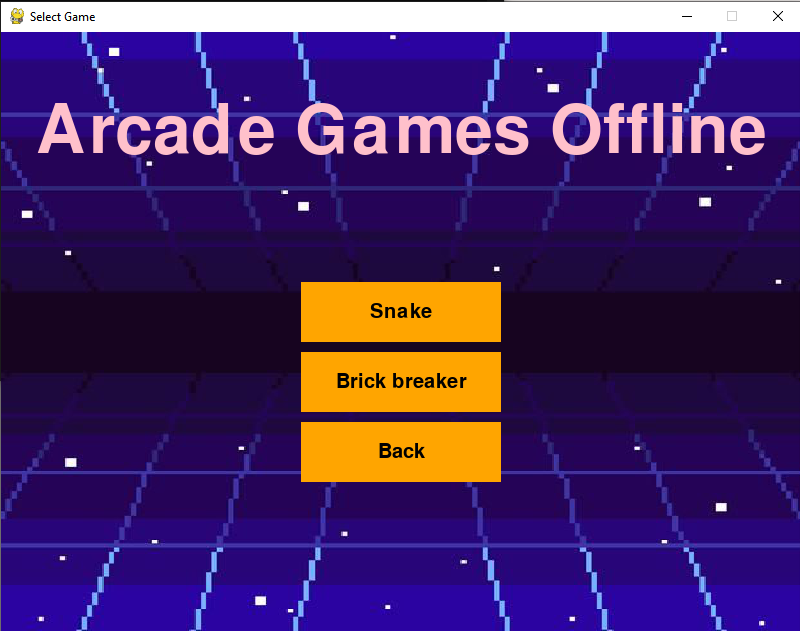 Select Game
Arcade Games Offline
Snake
Brick breaker
Back